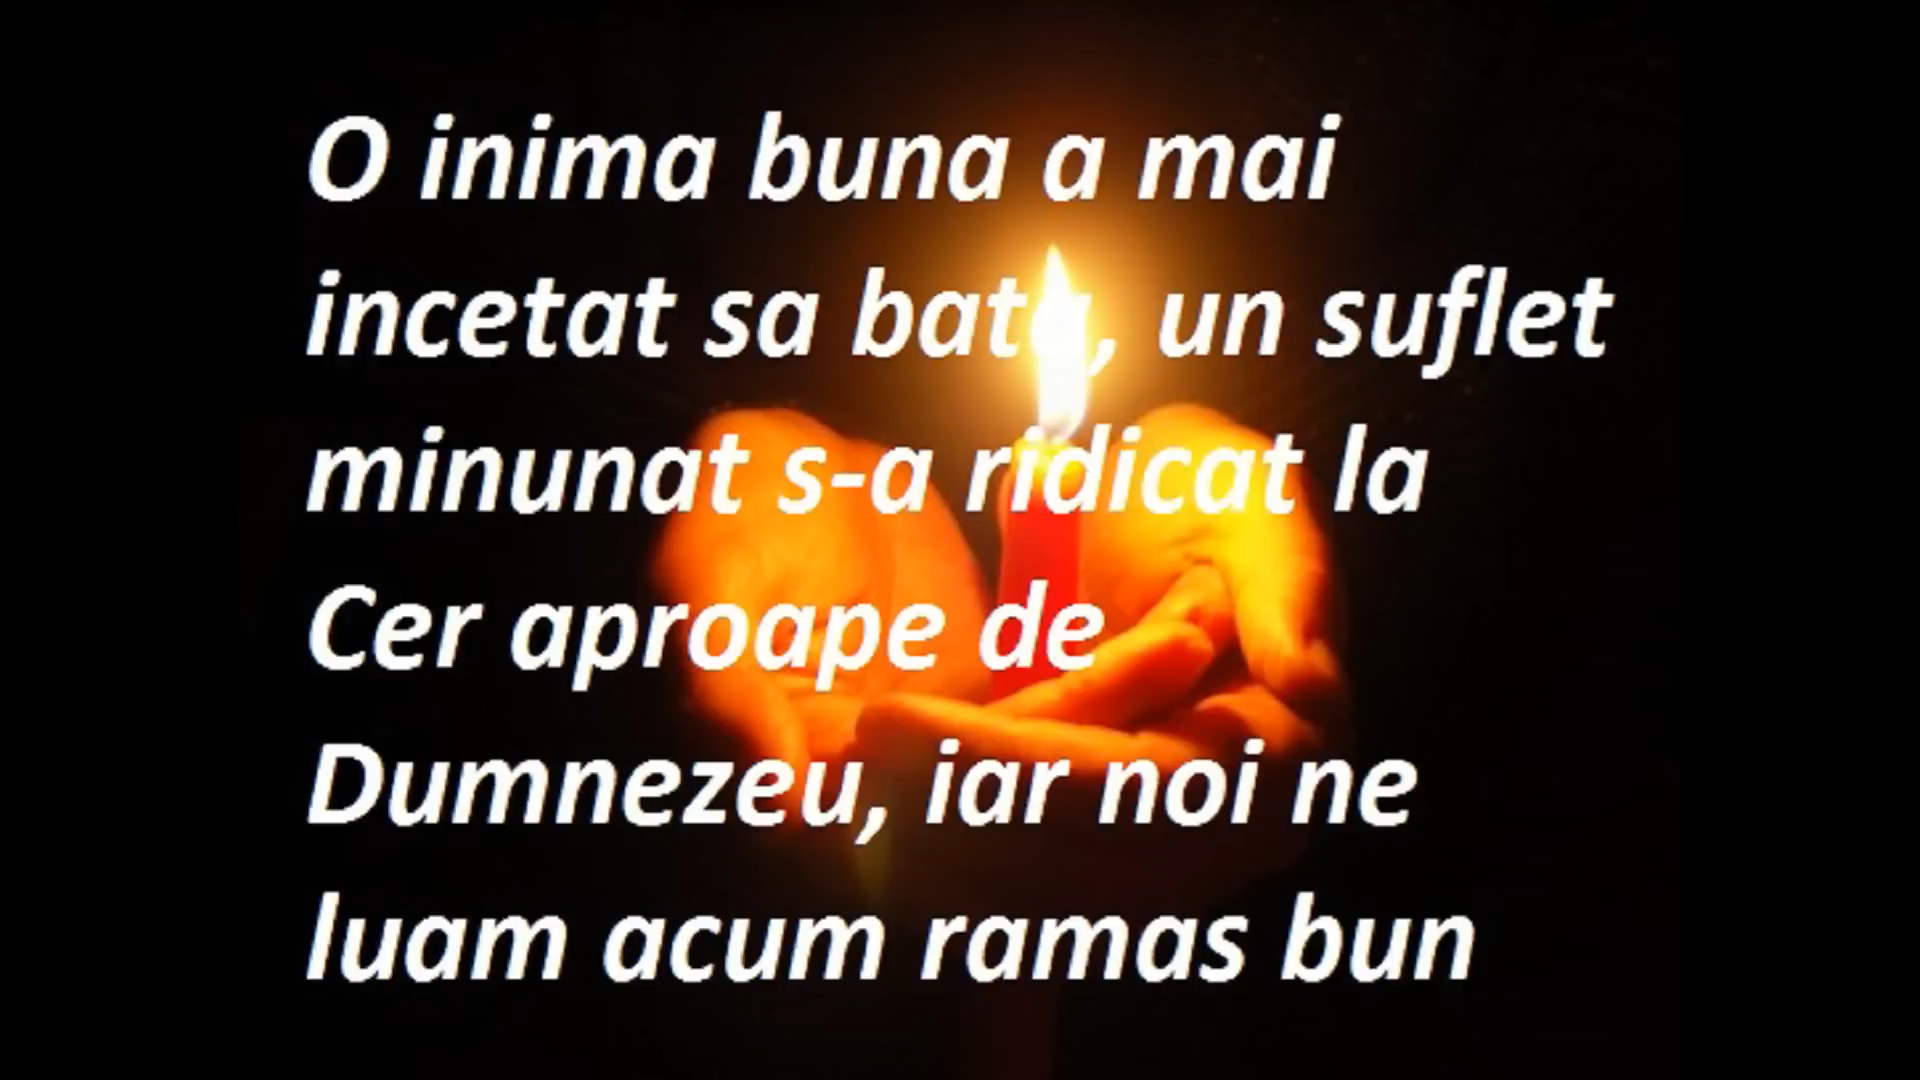 O inima buna a mai
incetat sa bata, un suflet
minunat s-a ridicat la
Cer aproape de
Dumnezeu, iar noi ne
luam acum ramas bun